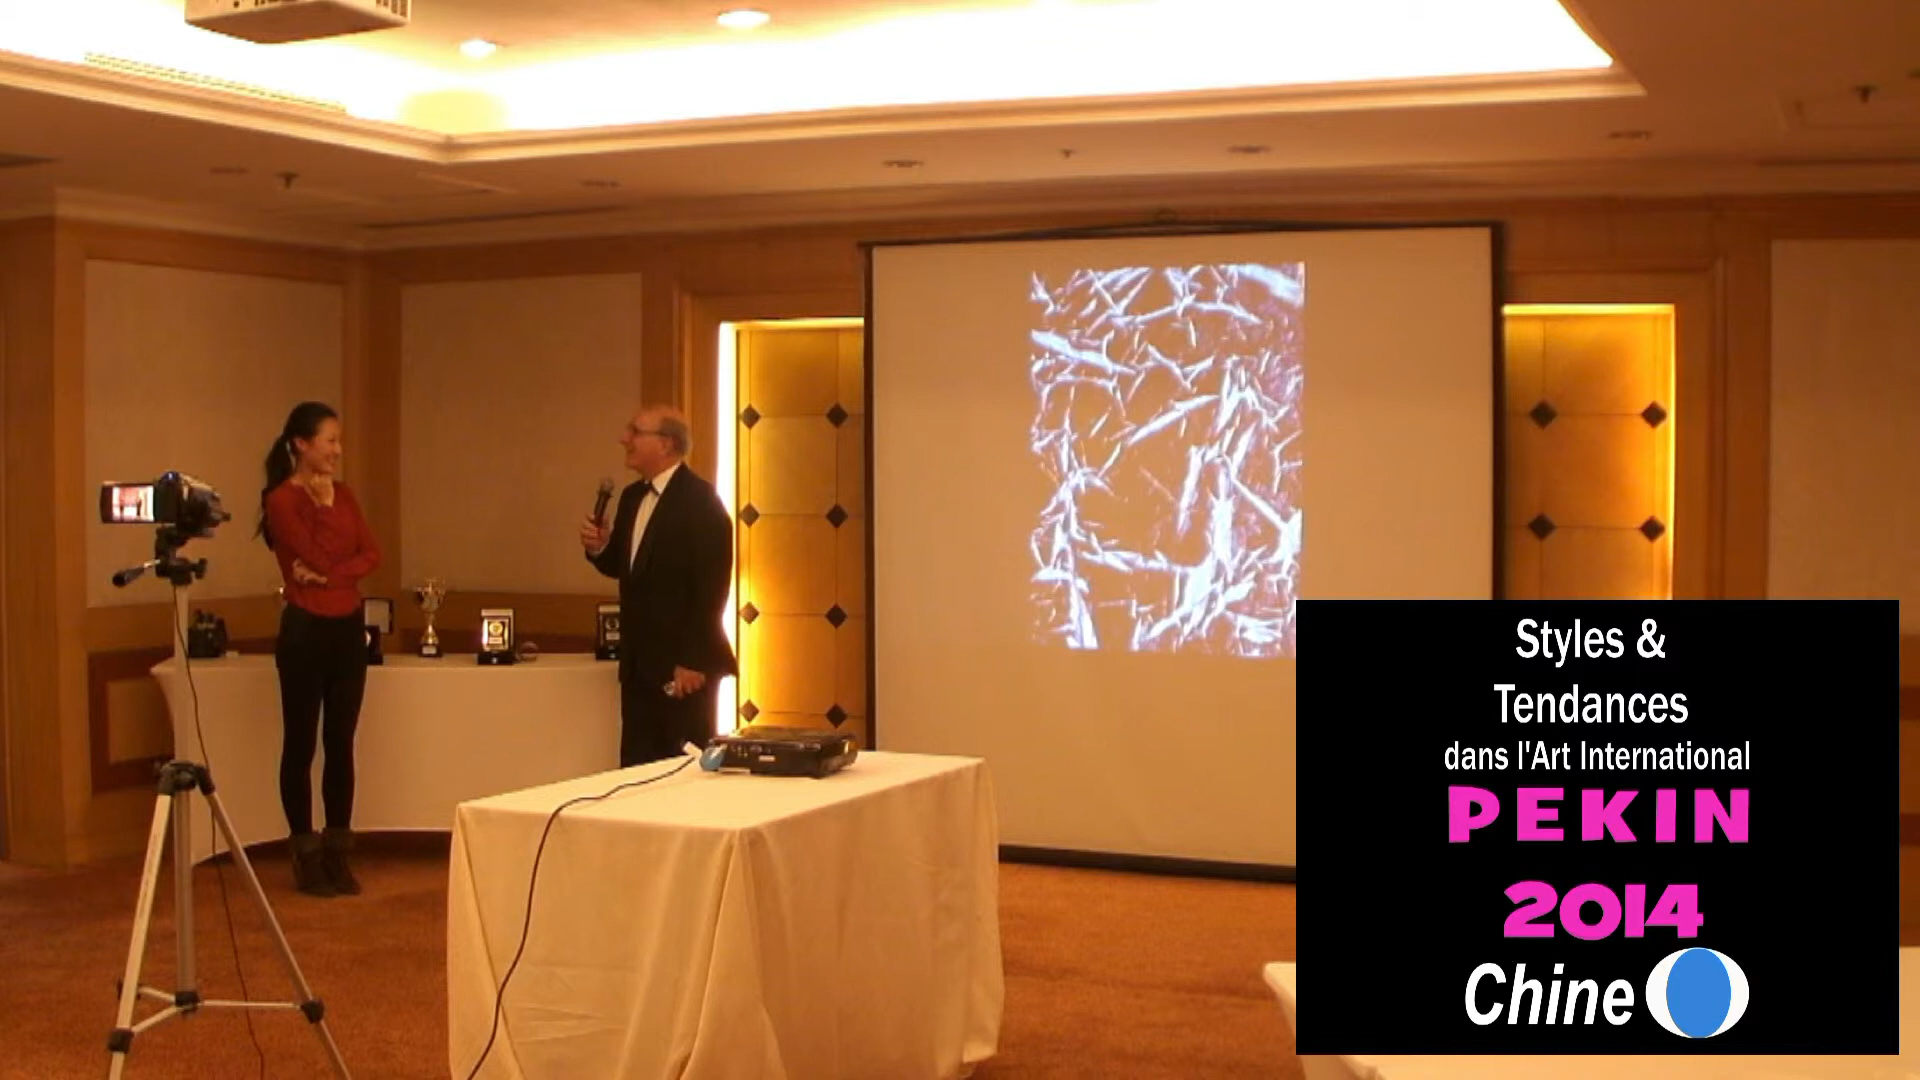 Styles &
Tendances
dans l'Art International
PEKIN
2014
Chine